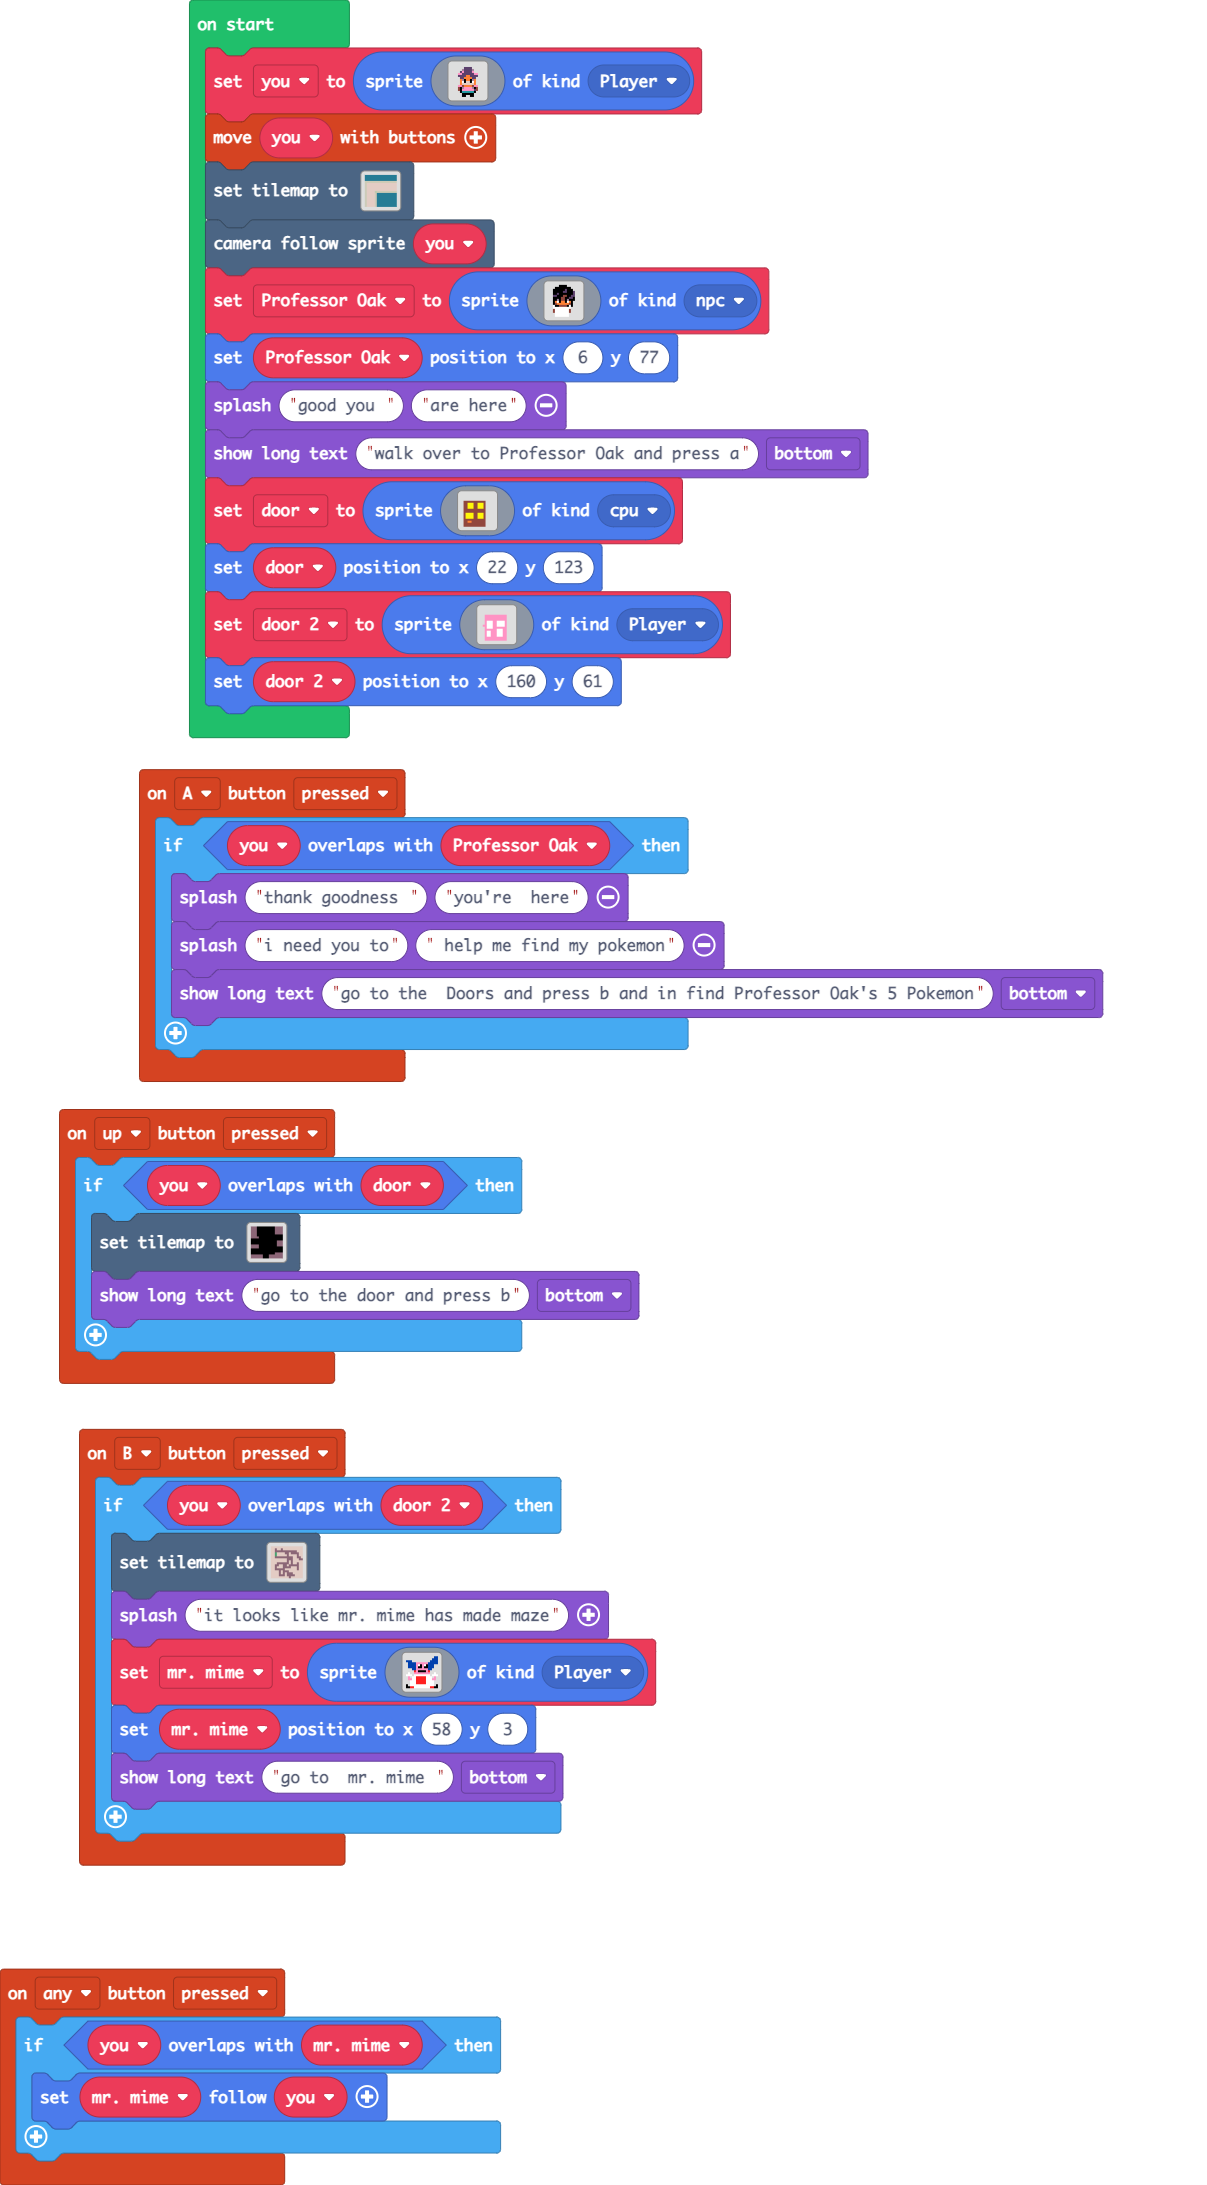 on start
set you to sprite of kind Player
move you with buttons
set tilemap to
camera follow sprite you
set Professor Oak to sprite of kind npc
set Professor Oak position to x 6 y 77
splash "good you " "are here"
show long text "walk over to Professor Oak and press a" bottom
set door to sprite of kind cpu
set door position to x 22 y 123
set door 2 to sprite of kind Player
set door 2 position to x 160 y 61
on A button pressed
if you overlaps with Professor Oak then
splash "thank goodness " "you're  here"
splash "i need you to" " help me find my pokemon"
show long text "go to the  Doors and press b and in find Professor Oak's 5 Pokemon" bottom
on up button pressed
if you overlaps with door then
set tilemap to
show long text "go to the door and press b" bottom
on B button pressed
if you overlaps with door 2 then
set tilemap to
splash "it looks like mr. mime has made maze"
set mr. mime to sprite of kind Player
set mr. mime position to x 58 y 3
show long text "go to  mr. mime " bottom
on any button pressed
if you overlaps with mr. mime then
set mr. mime follow you